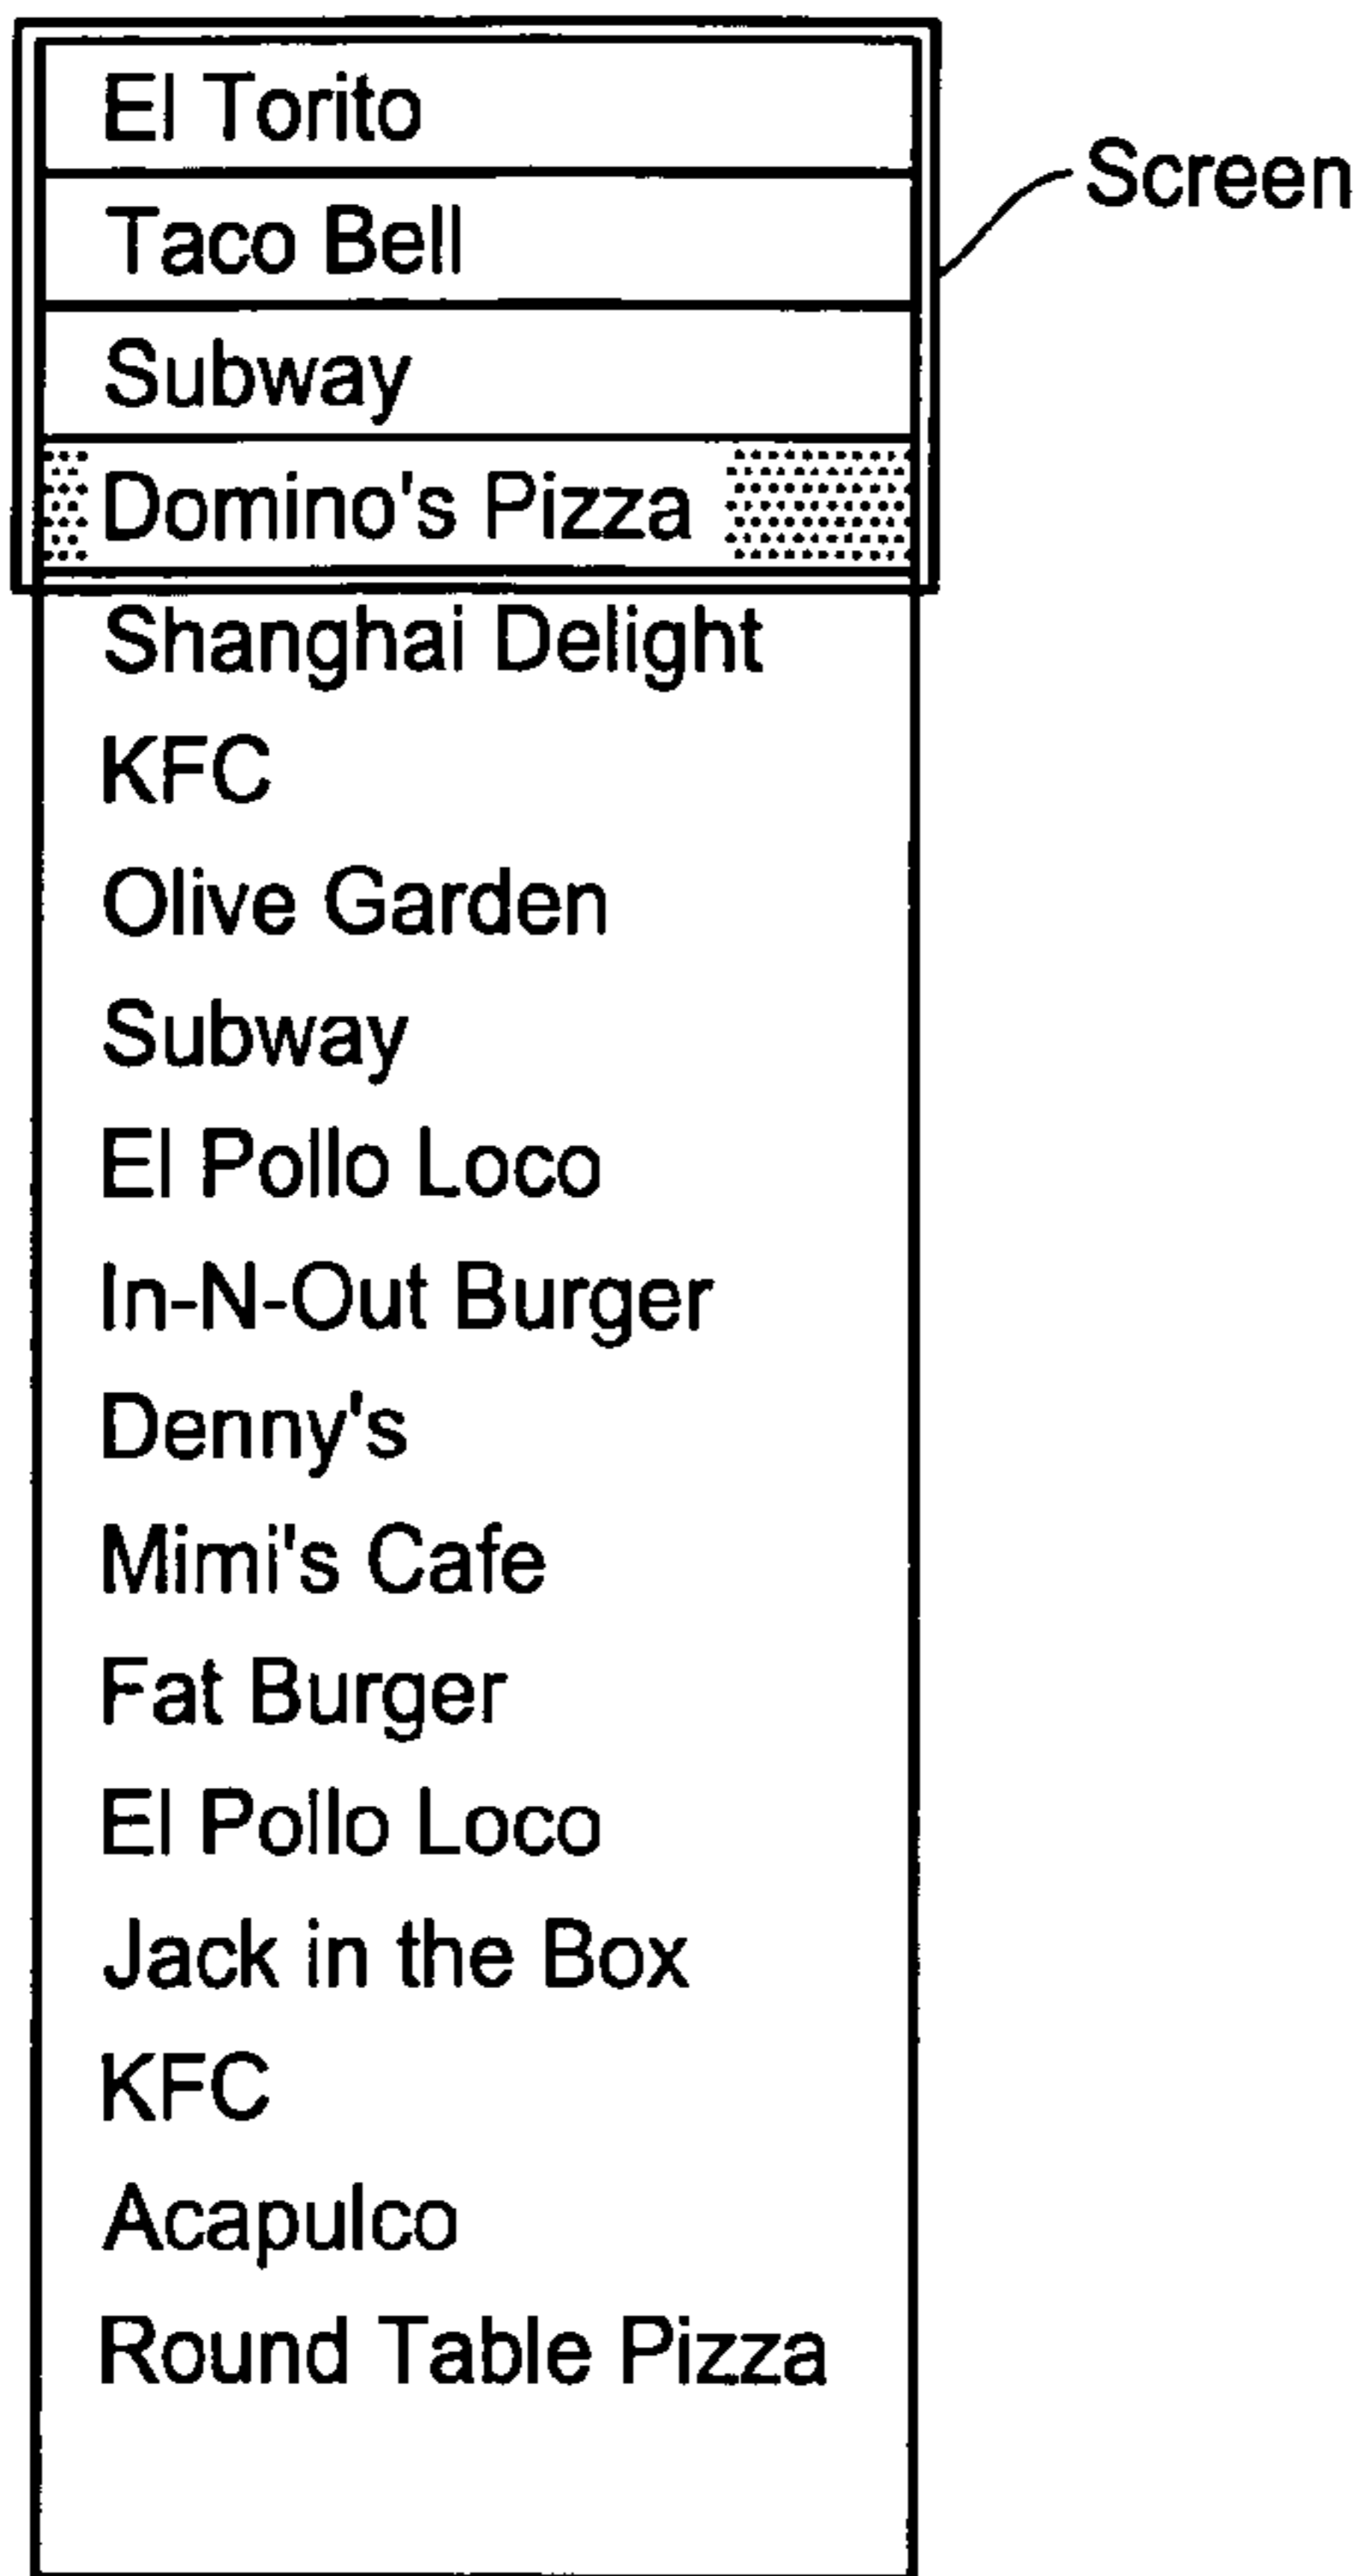 El Torito
Screen
Taco Bell
Subway
Domino's Pizza
Shanghai Delight
KFC
Olive Garden
Subway
El Pollo Loco
In-N-Out Burger
Denny's
Mimi's Cafe
Fat Burger
El Pollo Loco
Jack in the Box
KFC
Acapulco
Round Table Pizza